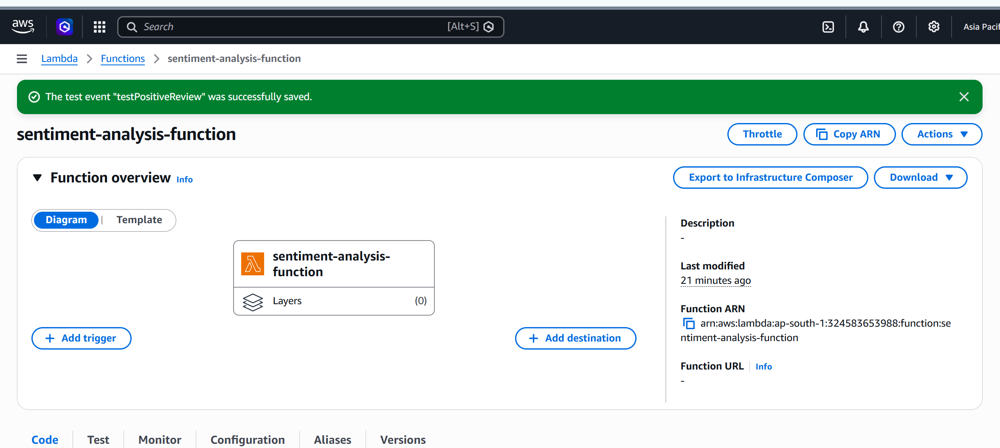 aws
Search [Alt+S]
Asia Pacif
Lambda Functions sentiment-analysis-function
The test event "testPositiveReview" was successfully saved.
sentiment-analysis-function
Throttle Copy ARN Actions
Function overview Info
Export to Infrastructure Composer Download
Diagram | Template
sentiment-analysis-
function
Layers (0)
+ Add trigger
+ Add destination
Description
-
Last modified
21 minutes ago
Function ARN
arn:aws:lambda:ap-south-1:324583653988:function:se
ntiment-analysis-function
Function URL Info
-
Code Test Monitor Configuration Aliases Versions